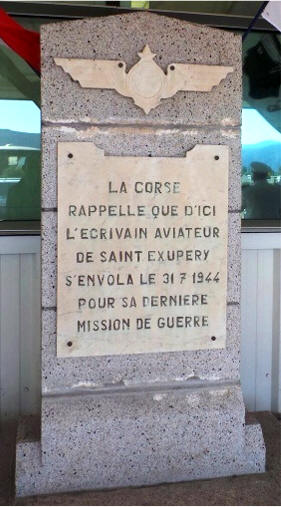 LA CORSE
RAPPELLE QUE D'ICI
L'ECRIVAIN AVIATEUR
DE SAINT EXUPERY
S'ENVOLA LE 31 7 1944
POUR SA DERNIERE
MISSION DE GUERRE